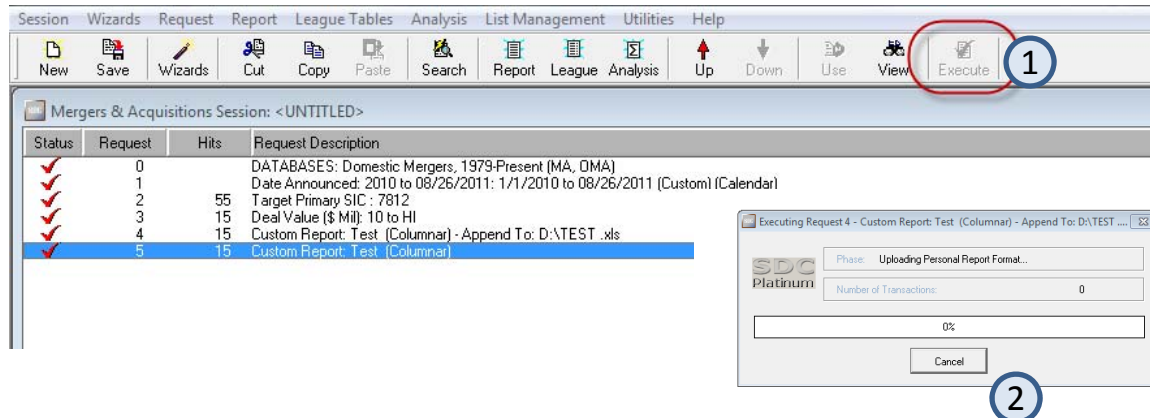 Session Wizards Request Report League Tables Analysis List Management Utilities Help
New Save Wizards Cut Copy Paste Search Report League Analysis Up Down Use View Execute
1
Mergers & Acquisitions Session: <UNTITLED>
Status Request Hits Request Description
0 DATABASES: Domestic Mergers, 1979-Present (MA, OMA)
1 Date Announced: 2010 to 08/26/2011: 1/1/2010 to 08/26/2011 (Custom) (Calendar)
2 55 Target Primary SIC : 7812
3 15 Deal Value ($ Mil): 10 to HI
4 15 Custom Report: Test (Columnar) - Append To: D:\TEST .xls
5 15 Custom Report: Test (Columnar)
Executing Request 4 - Custom Report: Test (Columnar) - Append To: D:\TEST ....
SDC Platinum
Phase: Uploading Personal Report Format...
Number of Transactions: 0
0%
Cancel
2